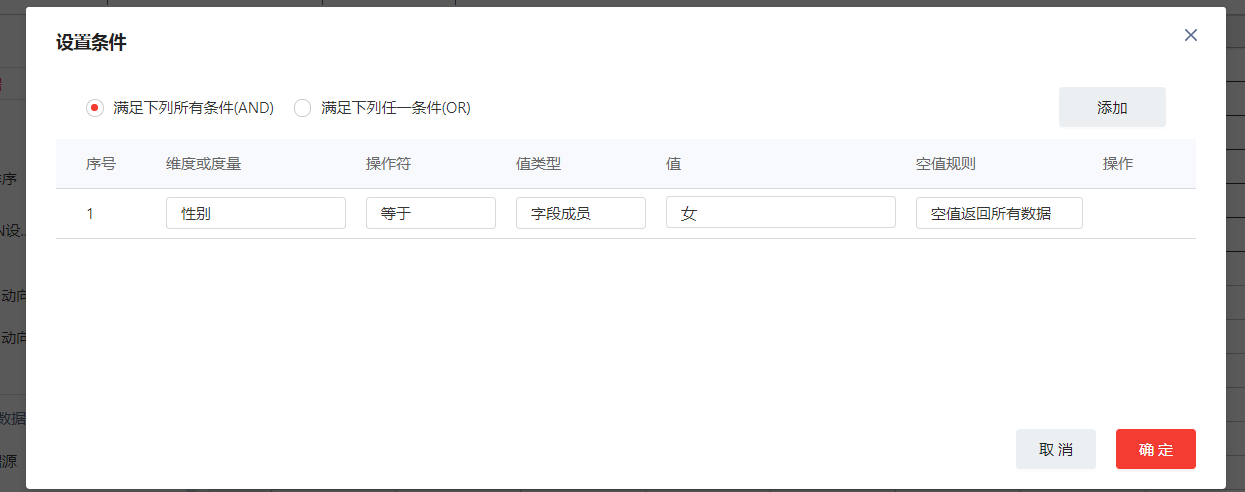 设置条件
满足下列所有条件(AND) 满足下列任一条件(OR) 添加
序号 维度或度量 操作符 值类型 值 空值规则 操作
1 性别 等于 字段成员 女 空值返回所有数据
序
N设...
动向
动向
数据
源
取 消 确 定